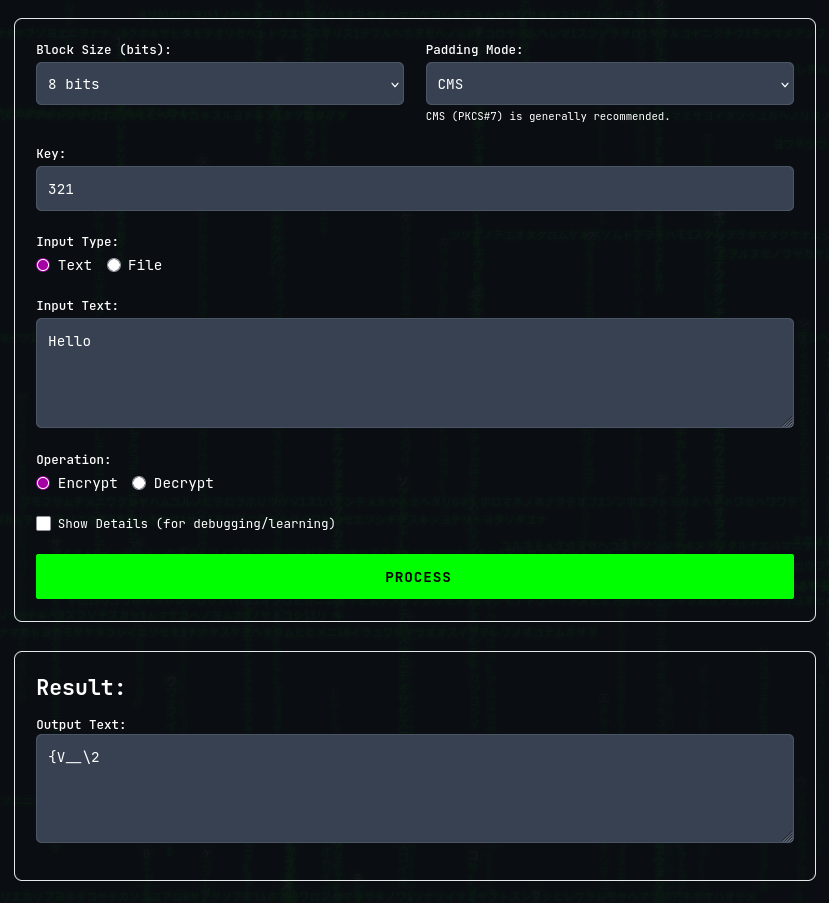 Block Size (bits):
Padding Mode:
8 bits
CMS
CMS (PKCS#7) is generally recommended.
Key:
321
Input Type:
Text
File
Input Text:
Hello
Operation:
Encrypt
Decrypt
Show Details (for debugging/learning)
PROCESS
Result:
Output Text:
{V__\2